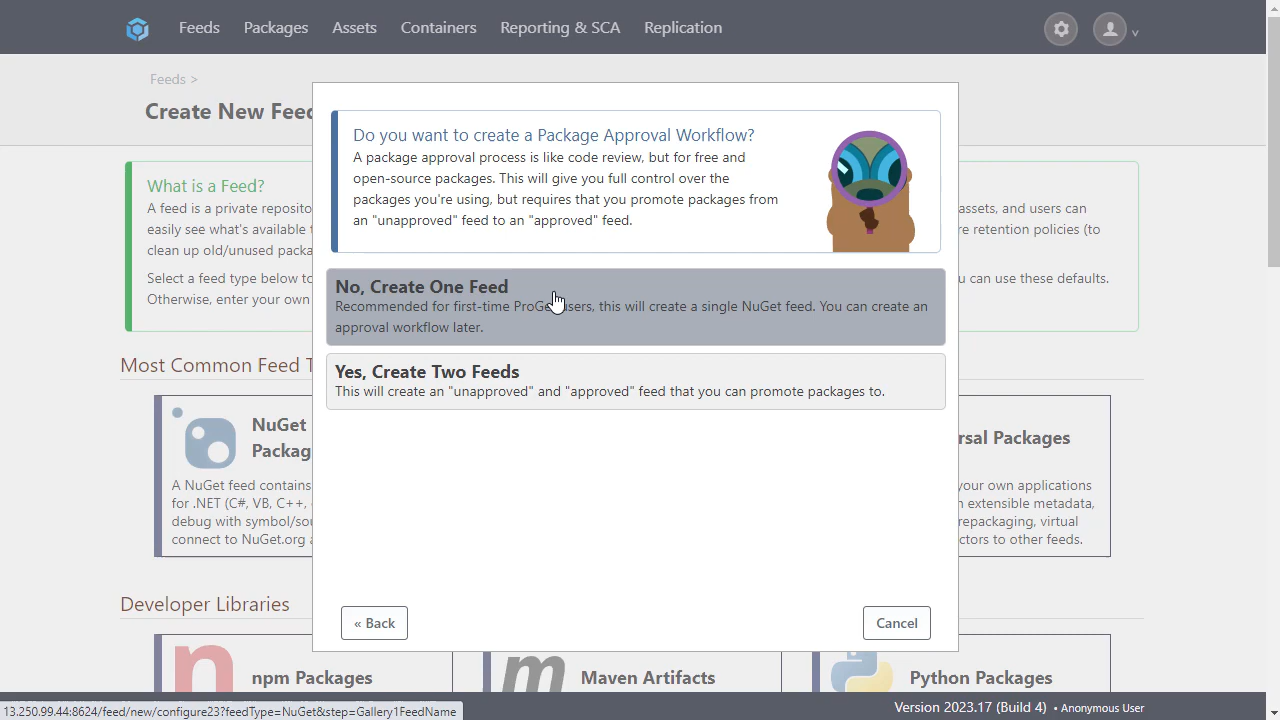 Feeds Packages Assets Containers Reporting & SCA Replication
Feeds >
Create New Feed
What is a Feed?
A feed is a private reposito
easily see what's available t
clean up old/unused packa
assets, and users can
re retention policies (to
Select a feed type below to
Otherwise, enter your own
u can use these defaults.
Do you want to create a Package Approval Workflow?
A package approval process is like code review, but for free and
open-source packages. This will give you full control over the
packages you're using, but requires that you promote packages from
an "unapproved" feed to an "approved" feed.
No, Create One Feed
Recommended for first-time ProGet users, this will create a single NuGet feed. You can create an
approval workflow later.
Yes, Create Two Feeds
This will create an "unapproved" and "approved" feed that you can promote packages to.
« Back
Cancel
Most Common Feed T
NuGet
Packag
A NuGet feed contains
for .NET (C#, VB, C++,
debug with symbol/sou
connect to NuGet.org a
rsal Packages
your own applications
n extensible metadata,
repackaging, virtual
ctors to other feeds.
Developer Libraries
npm Packages
Maven Artifacts
Python Packages
13.250.99.44:8624/feed/new/configure23?feedType=NuGet&step=Gallery1FeedName
Version 2023.17 (Build 4) • Anonymous User